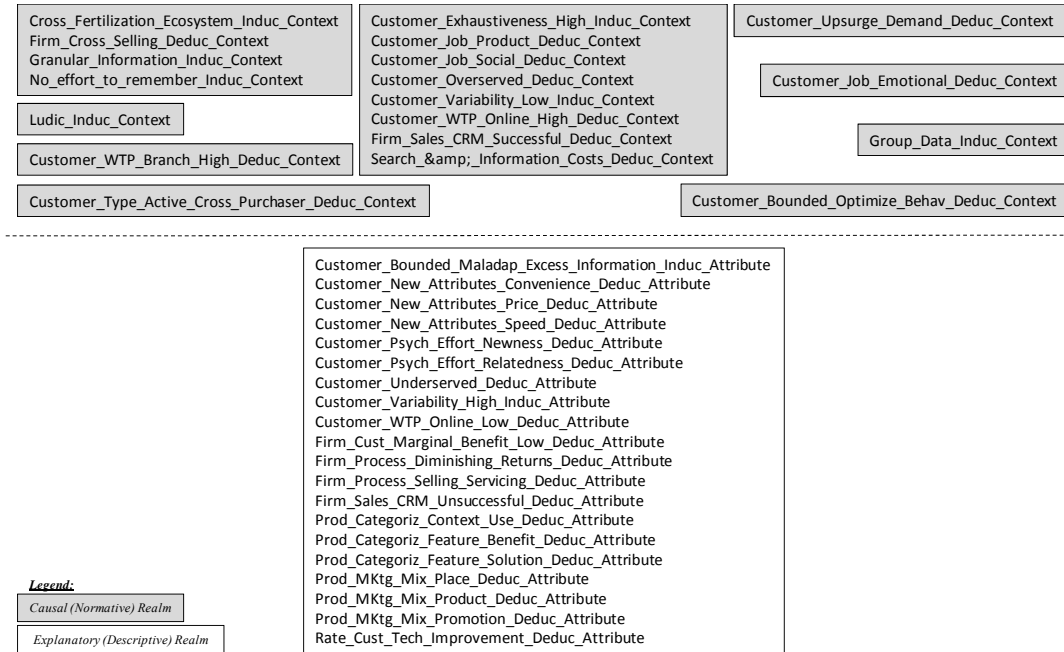 Cross_Fertilization_Ecosystem_Induc_Context
Firm_Cross_Selling_Deduc_Context
Granular_Information_Induc_Context
No_effort_to_remember_Induc_Context
Ludic_Induc_Context
Customer_WTP_Branch_High_Deduc_Context
Customer_Type_Active_Cross_Purchaser_Deduc_Context
Customer_Exhaustiveness_High_Induc_Context
Customer_Job_Product_Deduc_Context
Customer_Job_Social_Deduc_Context
Customer_Overserved_Deduc_Context
Customer_Variability_Low_Induc_Context
Customer_WTP_Online_High_Deduc_Context
Firm_Sales_CRM_Successful_Deduc_Context
Search_&amp;_Information_Costs_Deduc_Context
Customer_Upsurge_Demand_Deduc_Context
Customer_Job_Emotional_Deduc_Context
Group_Data_Induc_Context
Customer_Bounded_Optimize_Behav_Deduc_Context
Customer_Bounded_Maladap_Excess_Information_Induc_Attribute
Customer_New_Attributes_Convenience_Deduc_Attribute
Customer_New_Attributes_Price_Deduc_Attribute
Customer_New_Attributes_Speed_Deduc_Attribute
Customer_Psych_Effort_Newness_Deduc_Attribute
Customer_Psych_Effort_Relatedness_Deduc_Attribute
Customer_Underserved_Deduc_Attribute
Customer_Variability_High_Induc_Attribute
Customer_WTP_Online_Low_Deduc_Attribute
Firm_Cust_Marginal_Benefit_Low_Deduc_Attribute
Firm_Process_Diminishing_Returns_Deduc_Attribute
Firm_Process_Selling_Servicing_Deduc_Attribute
Firm_Sales_CRM_Unsuccessful_Deduc_Attribute
Prod_Categoriz_Context_Use_Deduc_Attribute
Prod_Categoriz_Feature_Benefit_Deduc_Attribute
Prod_Categoriz_Feature_Solution_Deduc_Attribute
Prod_MKtg_Mix_Place_Deduc_Attribute
Prod_MKtg_Mix_Product_Deduc_Attribute
Prod_MKtg_Mix_Promotion_Deduc_Attribute
Rate_Cust_Tech_Improvement_Deduc_Attribute
Legend:
Causal (Normative) Realm
Explanatory (Descriptive) Realm